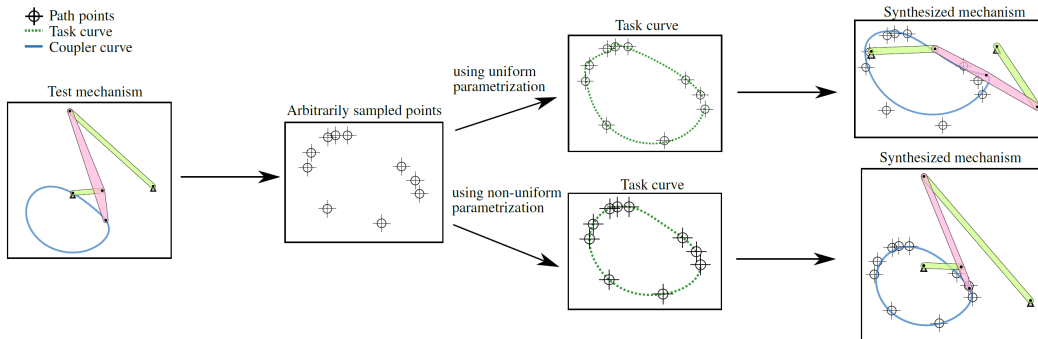 Path points
Task curve
Coupler curve
Test mechanism
Arbitrarily sampled points
using uniform
parametrization
Task curve
Synthesized mechanism
using non-uniform
parametrization
Task curve
Synthesized mechanism